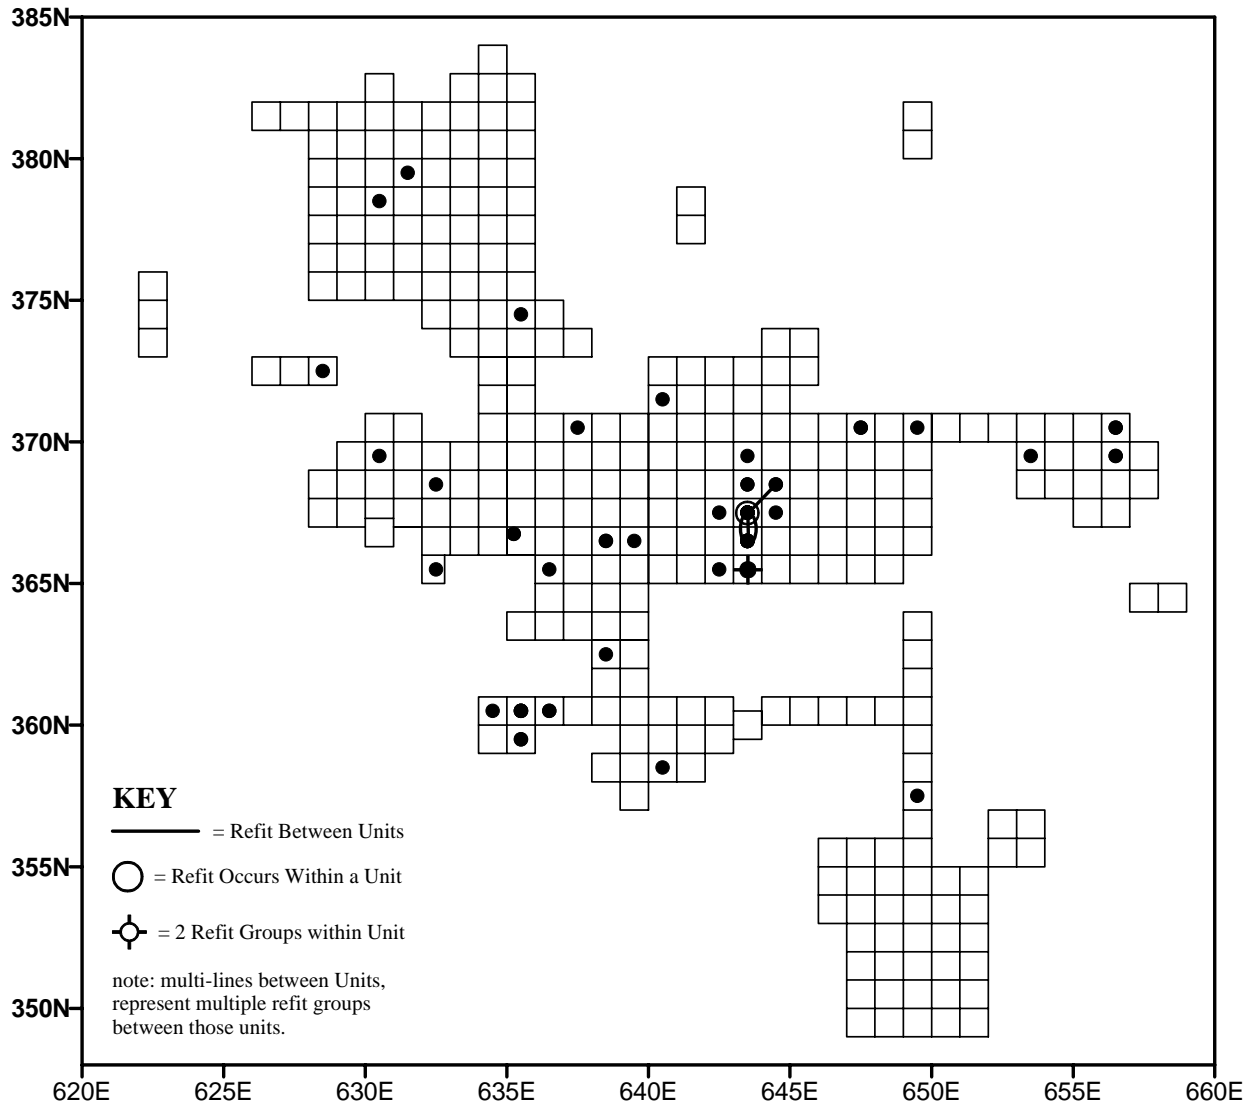 385N
380N
375N
370N
365N
360N
355N
350N
KEY
= Refit Between Units
= Refit Occurs Within a Unit
= 2 Refit Groups within Unit
note: multi-lines between Units,
represent multiple refit groups
between those units.
620E 625E 630E 635E 640E 645E 650E 655E 660E